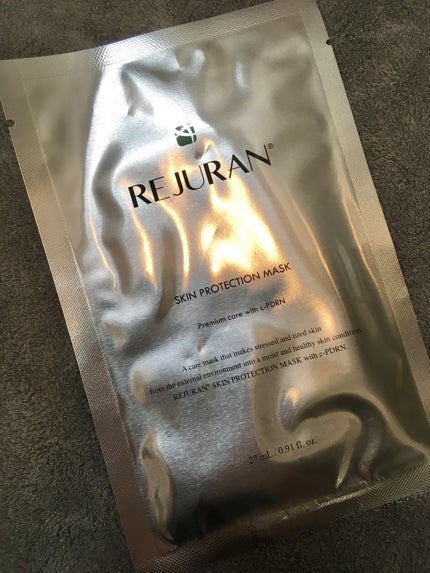 REJURAN®
SKIN PROTECTION MASK
Premium care with c-PDRN
A care mask that makes stressed and tired skin
from the external environment into a moist and healthy skin condition
REJURAN® SKIN PROTECTION MASK with c-PDRN
27 mL / 0.91 fl. oz.